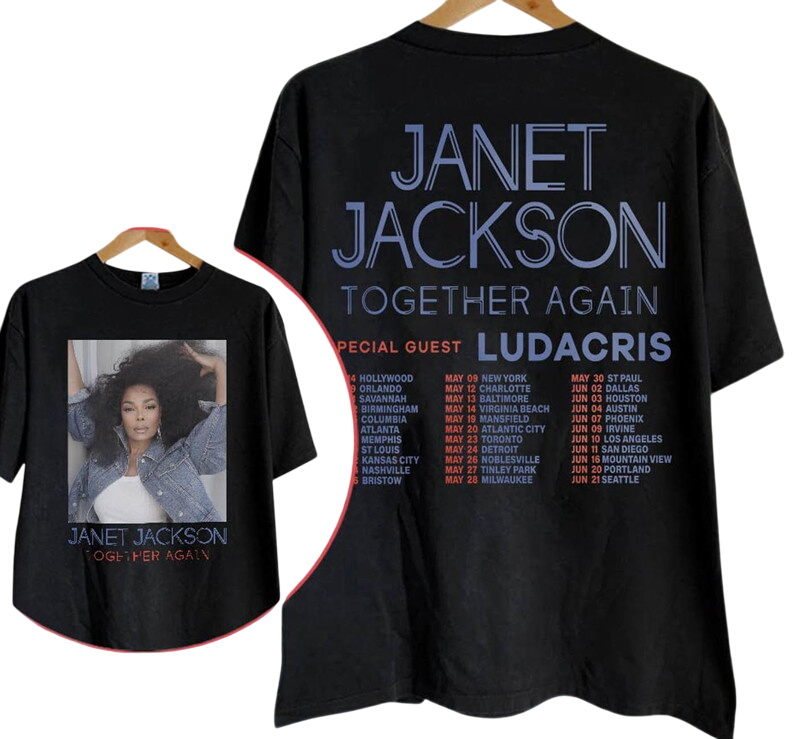 JANET
JACKSON
TOGETHER AGAIN
PECIAL GUEST LUDACRIS
HOLLYWOOD
ORLANDO
SAVANNAH
BIRMINGHAM
COLUMBIA
ATLANTA
MEMPHIS
ST LOUIS
KANSAS CITY
NASHVILLE
BRISTOW
MAY 09 NEW YORK
MAY 12 CHARLOTTE
MAY 13 BALTIMORE
MAY 14 VIRGINIA BEACH
MAY 19 MANSFIELD
MAY 20 ATLANTIC CITY
MAY 23 TORONTO
MAY 24 DETROIT
MAY 26 NOBLESVILLE
MAY 27 TINLEY PARK
MAY 28 MILWAUKEE
MAY 30 ST PAUL
JUN 02 DALLAS
JUN 03 HOUSTON
JUN 04 AUSTIN
JUN 07 PHOENIX
JUN 09 IRVINE
JUN 10 LOS ANGELES
JUN 11 SAN DIEGO
JUN 16 MOUNTAIN VIEW
JUN 20 PORTLAND
JUN 21 SEATTLE
JANET JACKSON
TOGETHER AGAIN